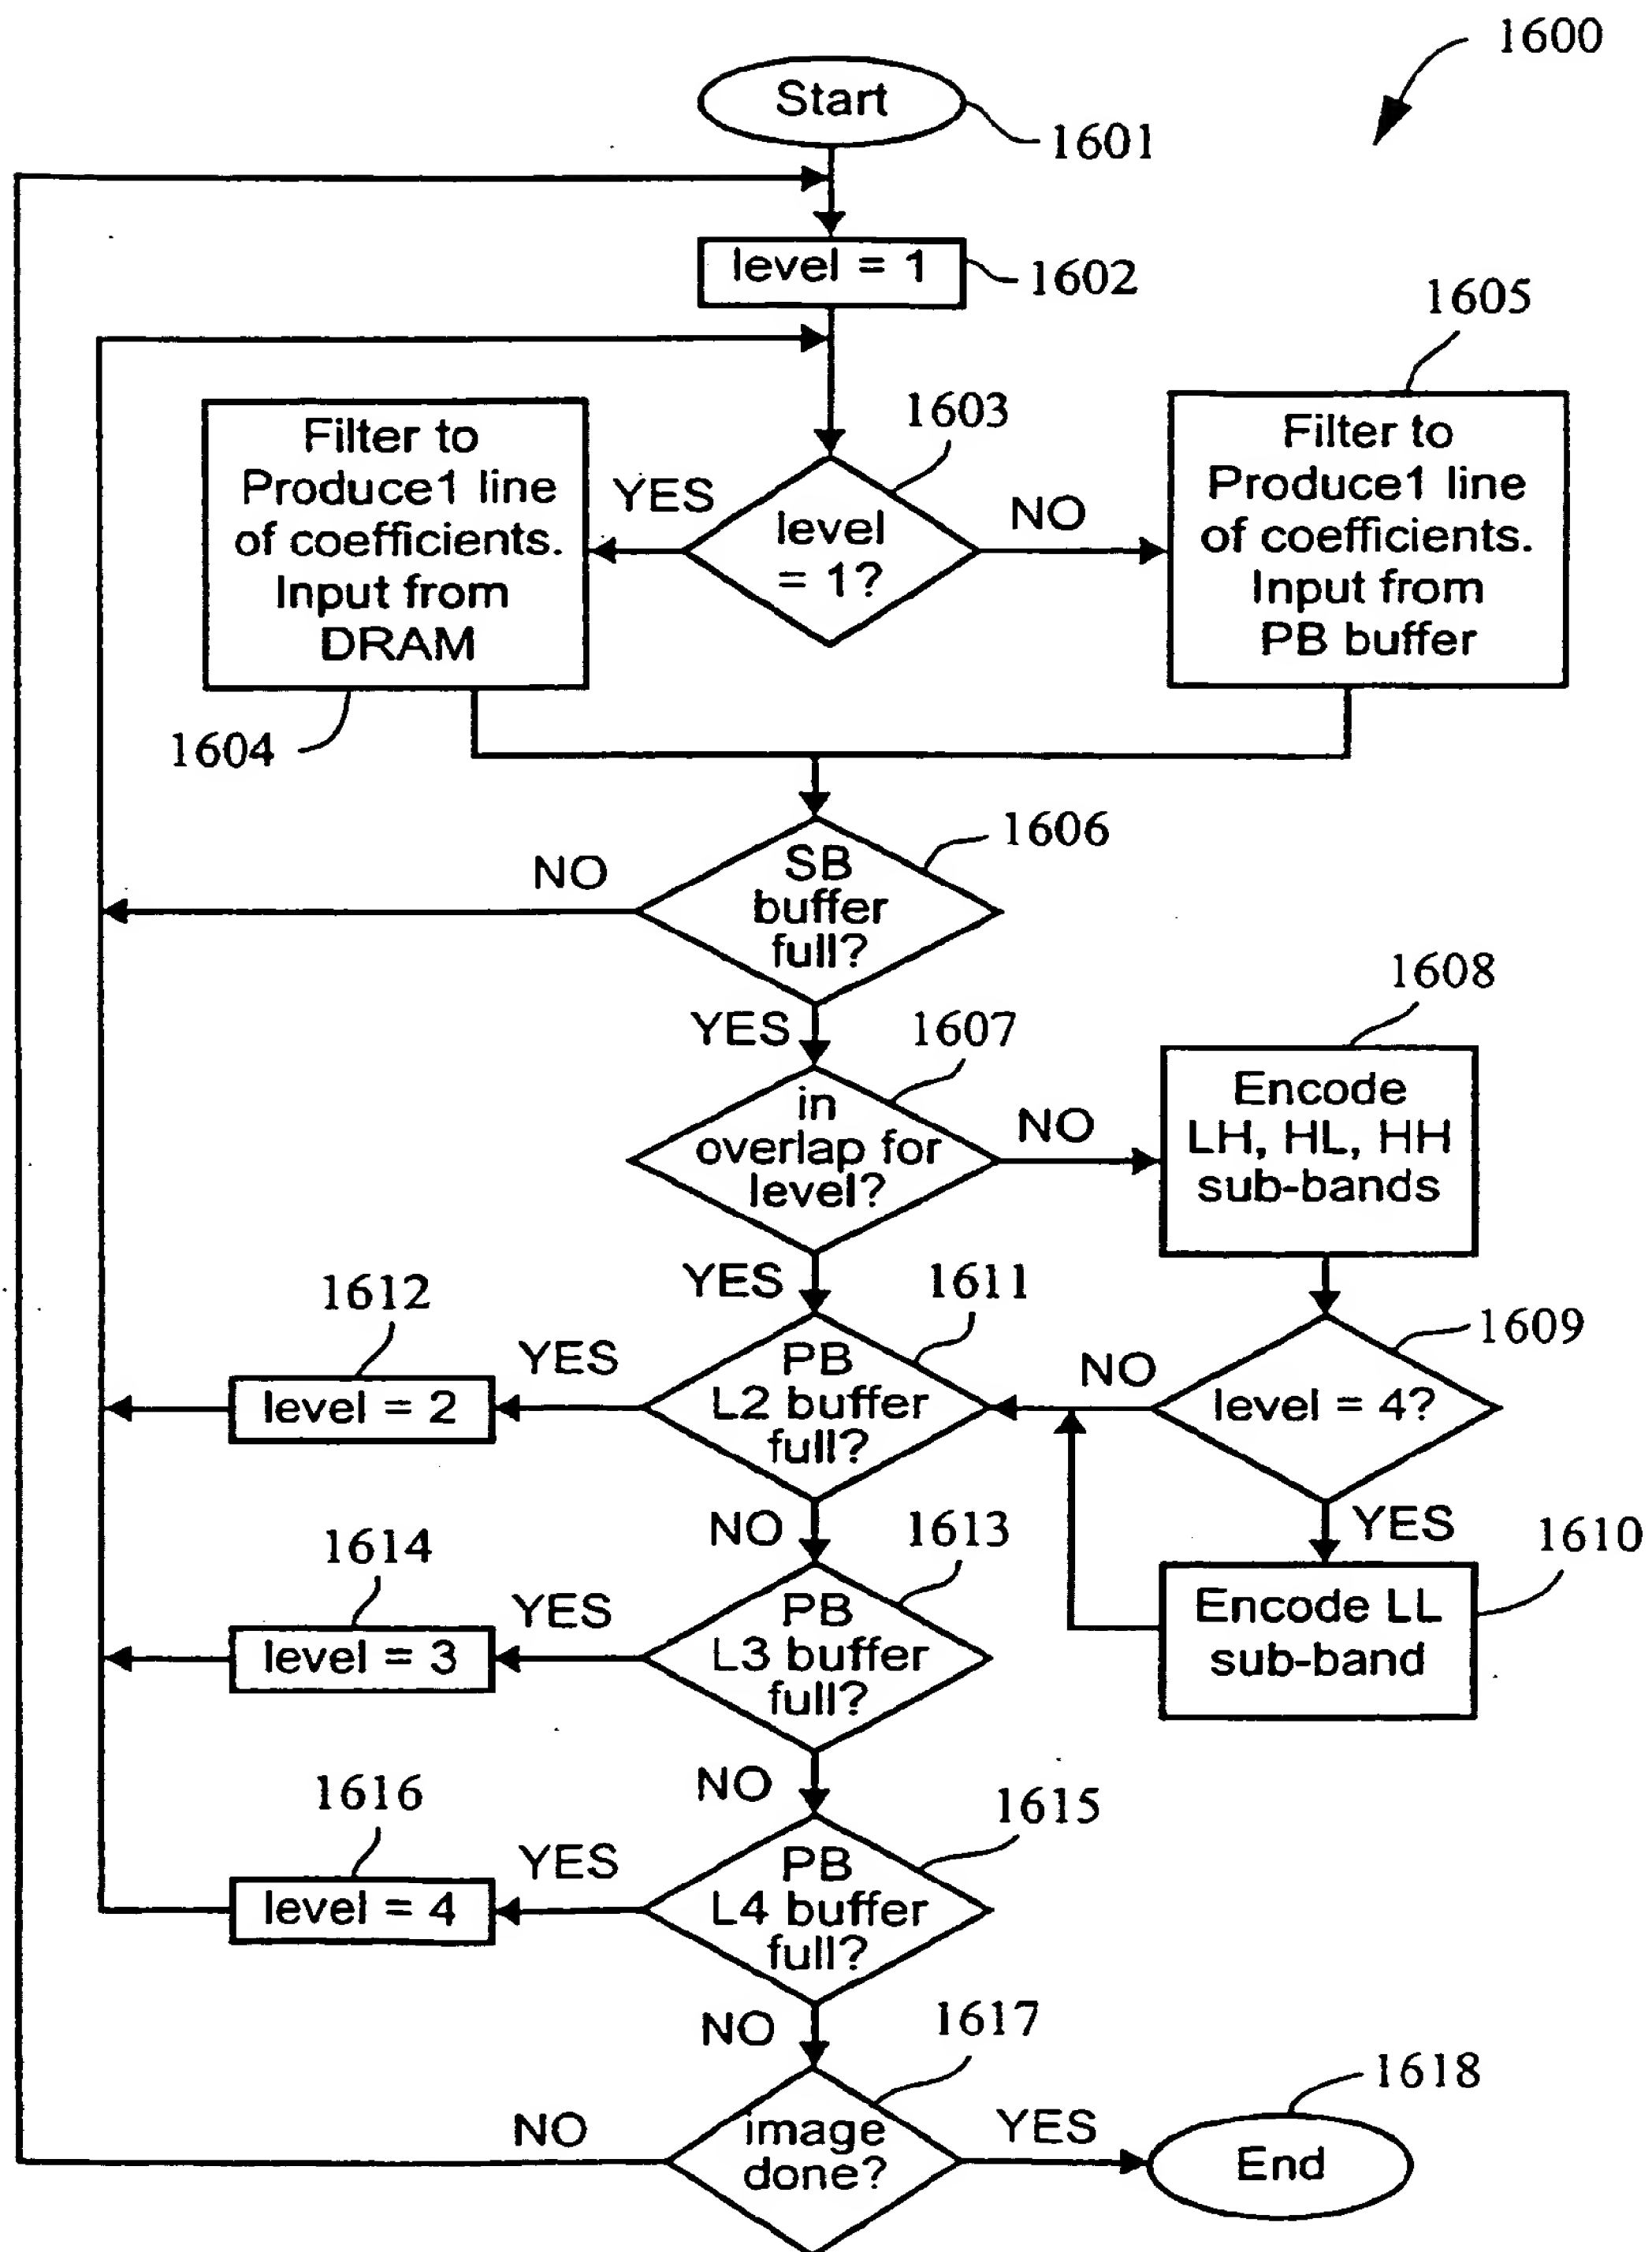 1600
Start
1601
level = 1
1602
1605
1603
Filter to
Produce1 line
of coefficients.
Input from
DRAM
YES
level
= 1?
NO
Filter to
Produce1 line
of coefficients.
Input from
PB buffer
1604
1606
NO
SB
buffer
full?
1608
YES
1607
in
overlap for
level?
NO
Encode
LH, HL, HH
sub-bands
1612
YES
1611
1609
level = 2
YES
PB
L2 buffer
full?
NO
level = 4?
1614
NO
1613
YES
1610
level = 3
YES
PB
L3 buffer
full?
Encode LL
sub-band
1616
NO
1615
level = 4
YES
PB
L4 buffer
full?
NO
1617
1618
NO
image
done?
YES
End